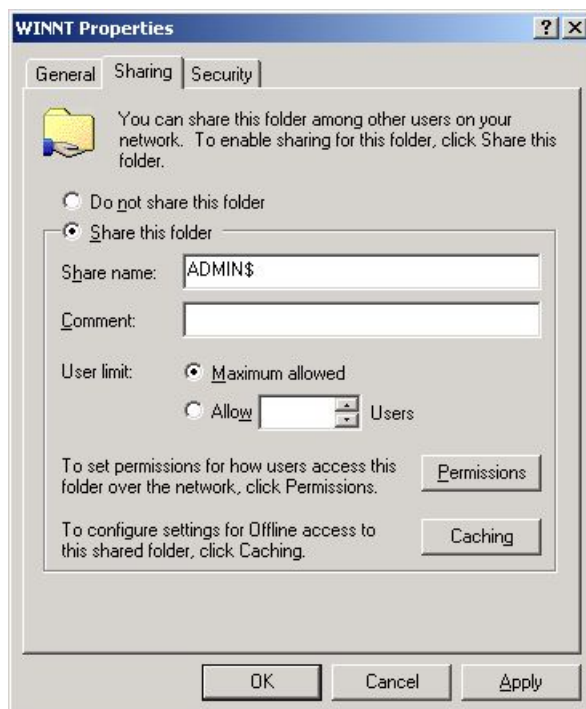 WINNT Properties
General Sharing Security
You can share this folder among other users on your
network. To enable sharing for this folder, click Share this
folder.
Do not share this folder
Share this folder
Share name: ADMIN$
Comment:
User limit: Maximum allowed
Allow Users
To set permissions for how users access this
folder over the network, click Permissions.
Permissions
To configure settings for Offline access to
this shared folder, click Caching.
Caching
OK Cancel Apply